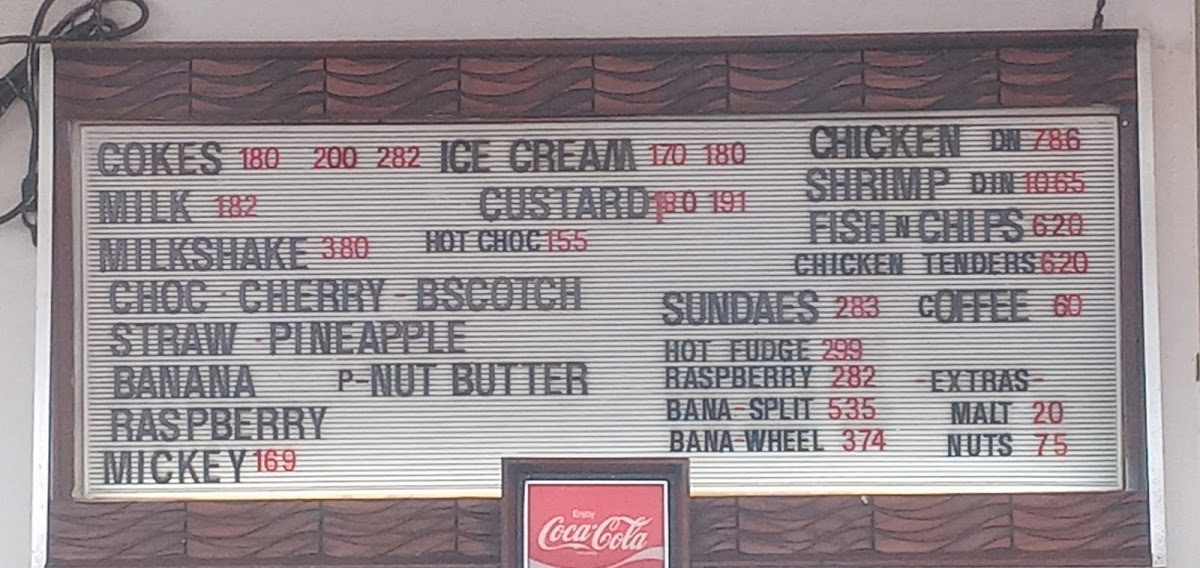 COKES 180 200 282
MILK 182
MILKSHAKE 380
CHOC - CHERRY - BSCOTCH
STRAW - PINEAPPLE
BANANA P-NUT BUTTER
RASPBERRY
MICKEY 169
ICE CREAM 170 180
CUSTARD 180 191
HOT CHOC 155
CHICKEN DN 786
SHRIMP DIN 1065
FISH N CHIPS 620
CHICKEN TENDERS 620
SUNDAES 283
HOT FUDGE 299
RASPBERRY 282
BANA-SPLIT 535
BANA-WHEEL 374
COFFEE 60
-EXTRAS-
MALT 20
NUTS 75
Enjoy
Coca-Cola